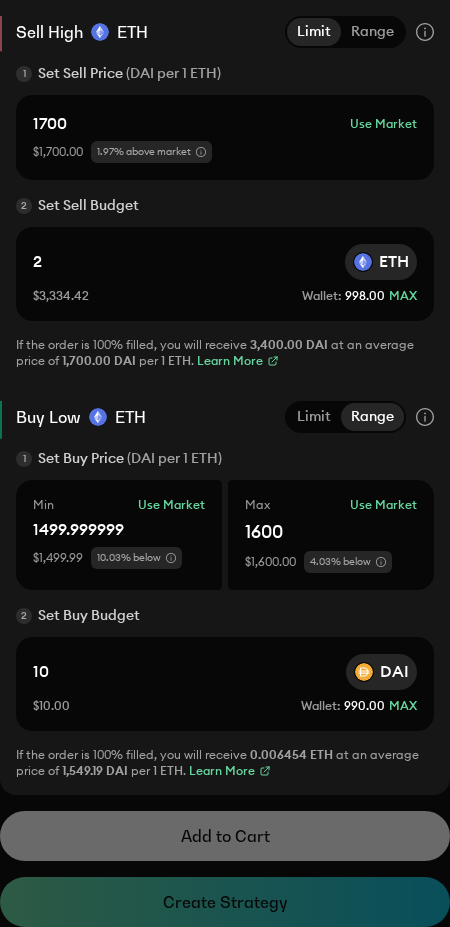 Sell High ETH Limit Range
1 Set Sell Price (DAI per 1 ETH)
1700 Use Market
$1,700.00 1.97% above market
2 Set Sell Budget
2 ETH
$3,334.42 Wallet: 998.00 MAX
If the order is 100% filled, you will receive 3,400.00 DAI at an average
price of 1,700.00 DAI per 1 ETH. Learn More
Buy Low ETH Limit Range
1 Set Buy Price (DAI per 1 ETH)
Min Use Market Max Use Market
1499.999999 1600
$1,499.99 10.03% below $1,600.00 4.03% below
2 Set Buy Budget
10 DAI
$10.00 Wallet: 990.00 MAX
If the order is 100% filled, you will receive 0.006454 ETH at an average
price of 1,549.19 DAI per 1 ETH. Learn More
Add to Cart
Create Strategy